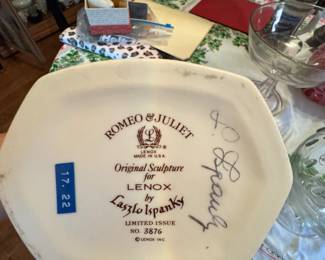 ROMEO & JULIET
L
LENOX
MADE IN U.S.A.
Original Sculpture
for
LENOX
by
Laszlo Ispanky
LIMITED ISSUE
NO. 3876
© LENOX INC.
17. 22